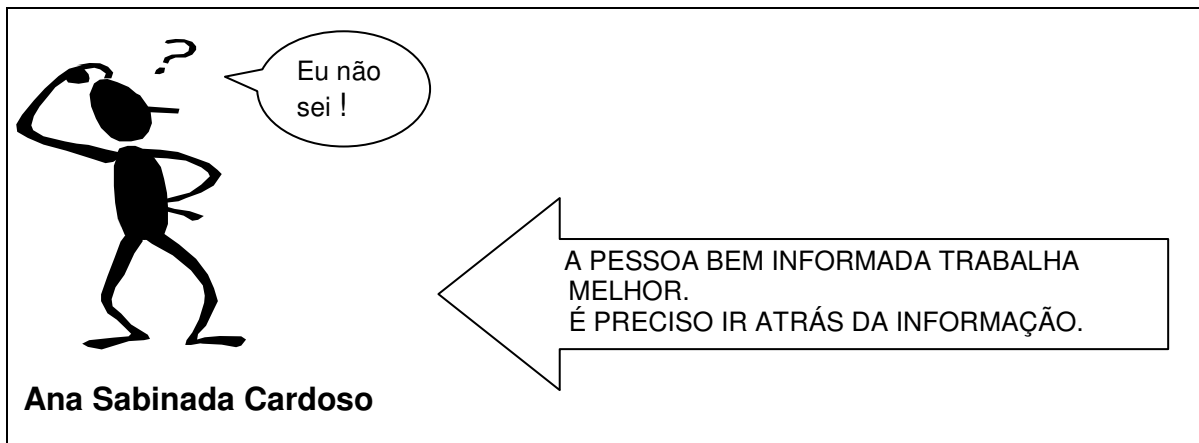 ?
Eu não
sei !
A PESSOA BEM INFORMADA TRABALHA
MELHOR.
É PRECISO IR ATRÁS DA INFORMAÇÃO.
Ana Sabinada Cardoso